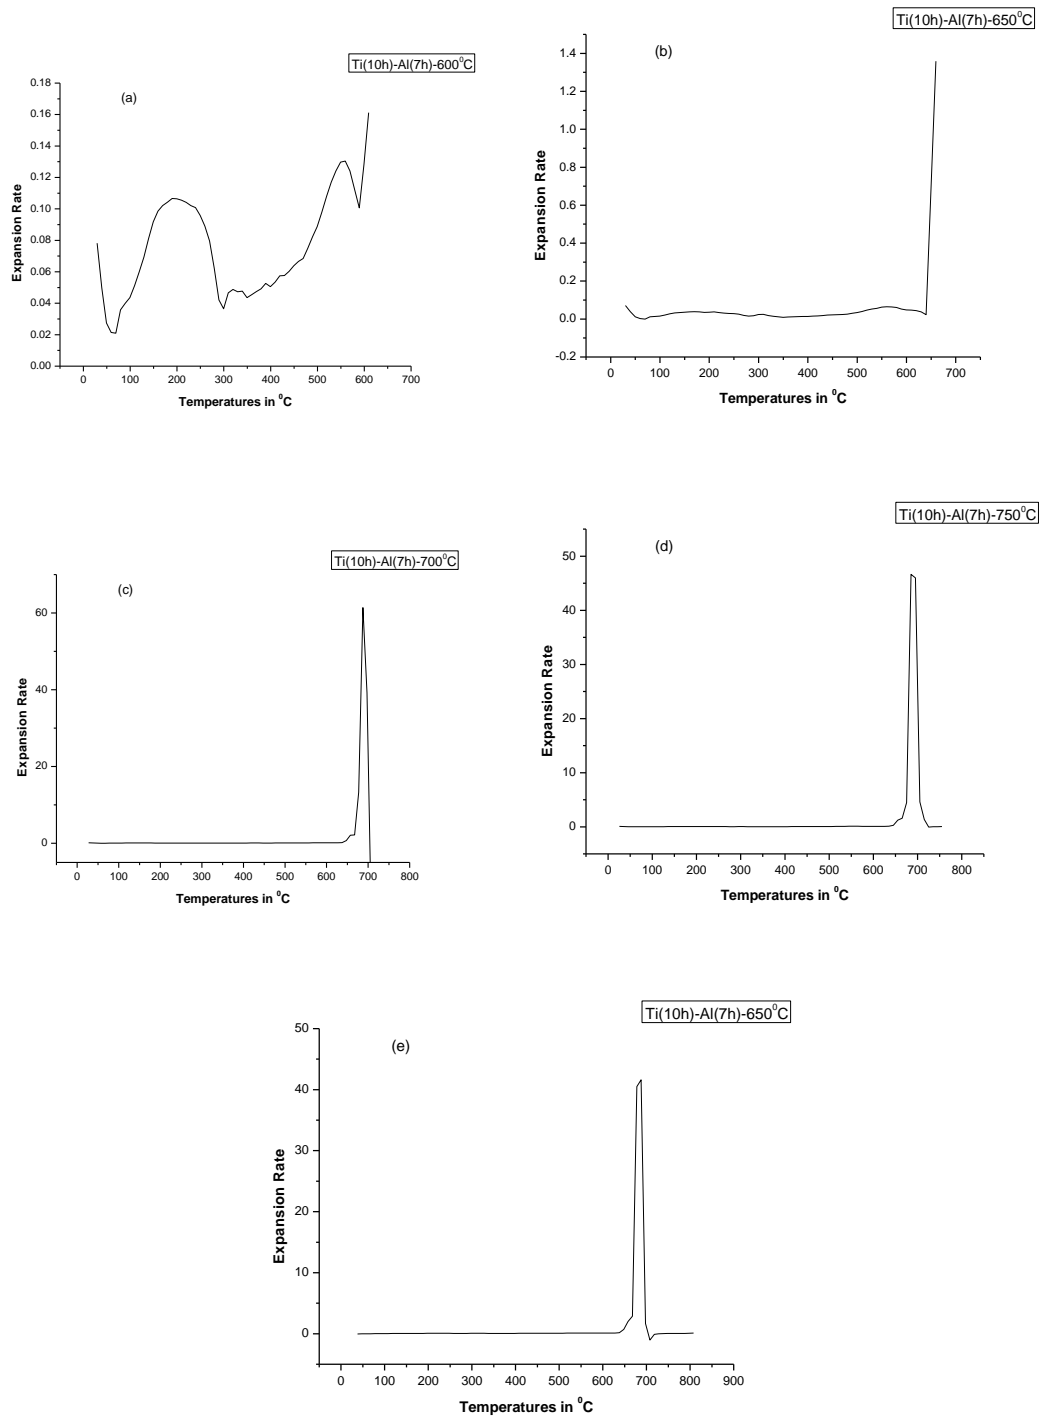 Ti(10h)-Al(7h)-600⁰C
(a)
Expansion Rate
0.18
0.16
0.14
0.12
0.10
0.08
0.06
0.04
0.02
0.00
0 100 200 300 400 500 600 700
Temperatures in ⁰C
Ti(10h)-Al(7h)-650⁰C
(b)
Expansion Rate
1.4
1.2
1.0
0.8
0.6
0.4
0.2
0.0
-0.2
0 100 200 300 400 500 600 700
Temperatures in ⁰C
Ti(10h)-Al(7h)-700⁰C
(c)
Expansion Rate
60
40
20
0
0 100 200 300 400 500 600 700 800
Temperatures in ⁰C
Ti(10h)-Al(7h)-750⁰C
(d)
Expansion Rate
50
40
30
20
10
0
0 100 200 300 400 500 600 700 800
Temperatures in ⁰C
Ti(10h)-Al(7h)-650⁰C
(e)
Expansion Rate
50
40
30
20
10
0
0 100 200 300 400 500 600 700 800 900
Temperatures in ⁰C